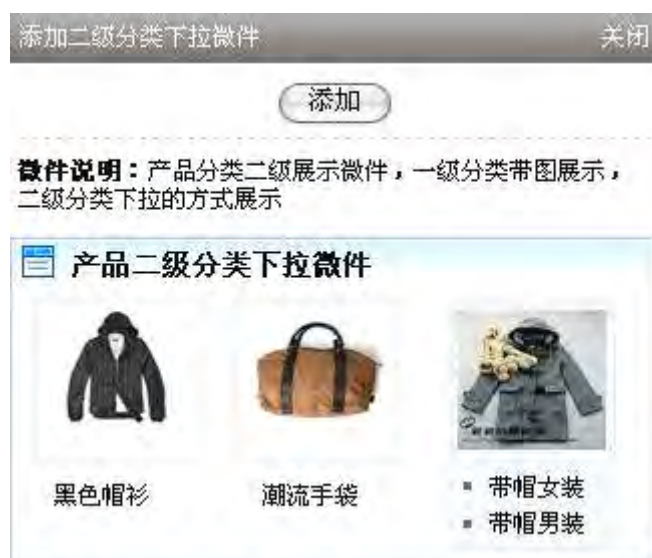 添加二级分类下拉微件
关闭
添加
微件说明：产品分类二级展示微件，一级分类带图展示，
二级分类下拉的方式展示
产品二级分类下拉微件
黑色帽衫
潮流手袋
带帽女装
带帽男装